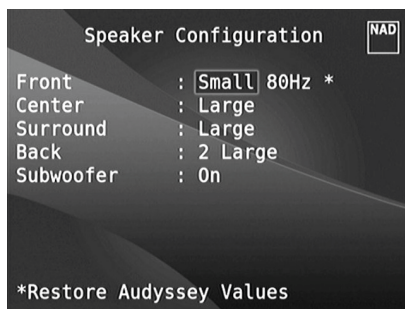 Speaker Configuration
NAD
Front : Small 80Hz *
Center : Large
Surround : Large
Back : 2 Large
Subwoofer : On
*Restore Audyssey Values